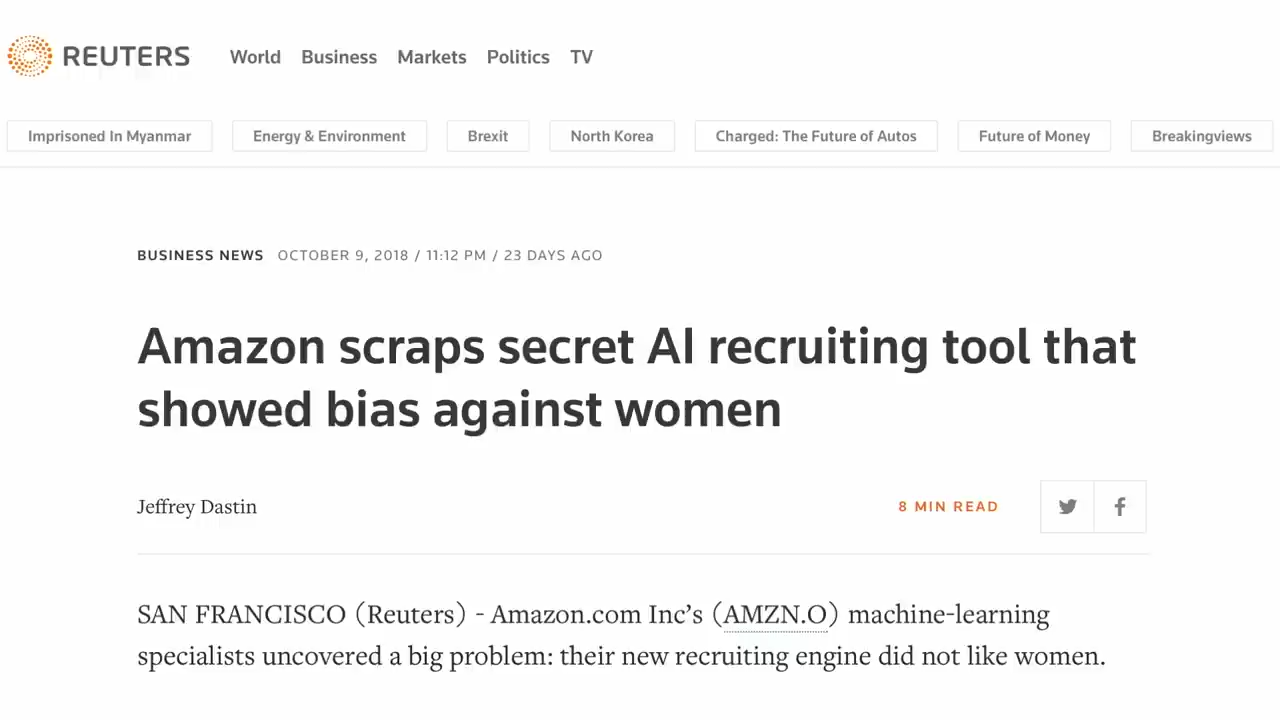 REUTERS World Business Markets Politics TV
Imprisoned In Myanmar Energy & Environment Brexit North Korea Charged: The Future of Autos Future of Money Breakingviews
BUSINESS NEWS OCTOBER 9, 2018 / 11:12 PM / 23 DAYS AGO
Amazon scraps secret AI recruiting tool that
showed bias against women
Jeffrey Dastin 8 MIN READ
SAN FRANCISCO (Reuters) - Amazon.com Inc’s (AMZN.O) machine-learning
specialists uncovered a big problem: their new recruiting engine did not like women.